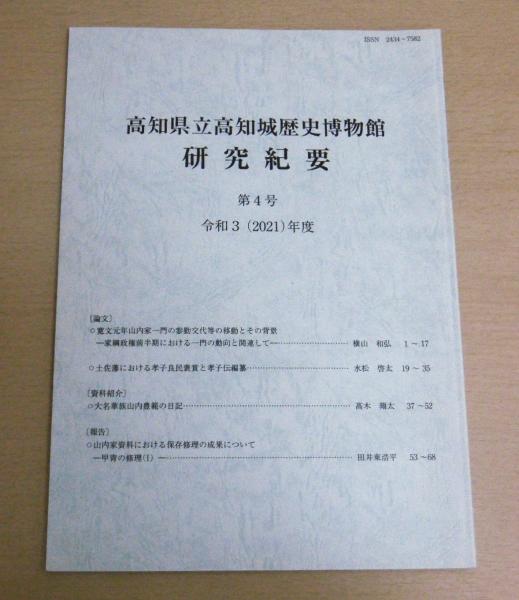 ISSN 2434-7582
高知県立高知城歴史博物館
研究紀要
第4号
令和3(2021)年度
〔論文〕
○寛文元年山内家一門の参勤交代等の移動とその背景
―家綱政権前半期における一門の動向と関連して―………………… 横山 和弘 1～17
○土佐藩における孝子良民褒賞と孝子伝編纂………………… 水松 啓太 19～35
〔資料紹介〕
○大名華族山内豊範の日記………………… 髙木 翔太 37～52
〔報告〕
○山内家資料における保存修理の成果について
―甲冑の修理(Ⅰ)―………………… 田井東浩平 53～68